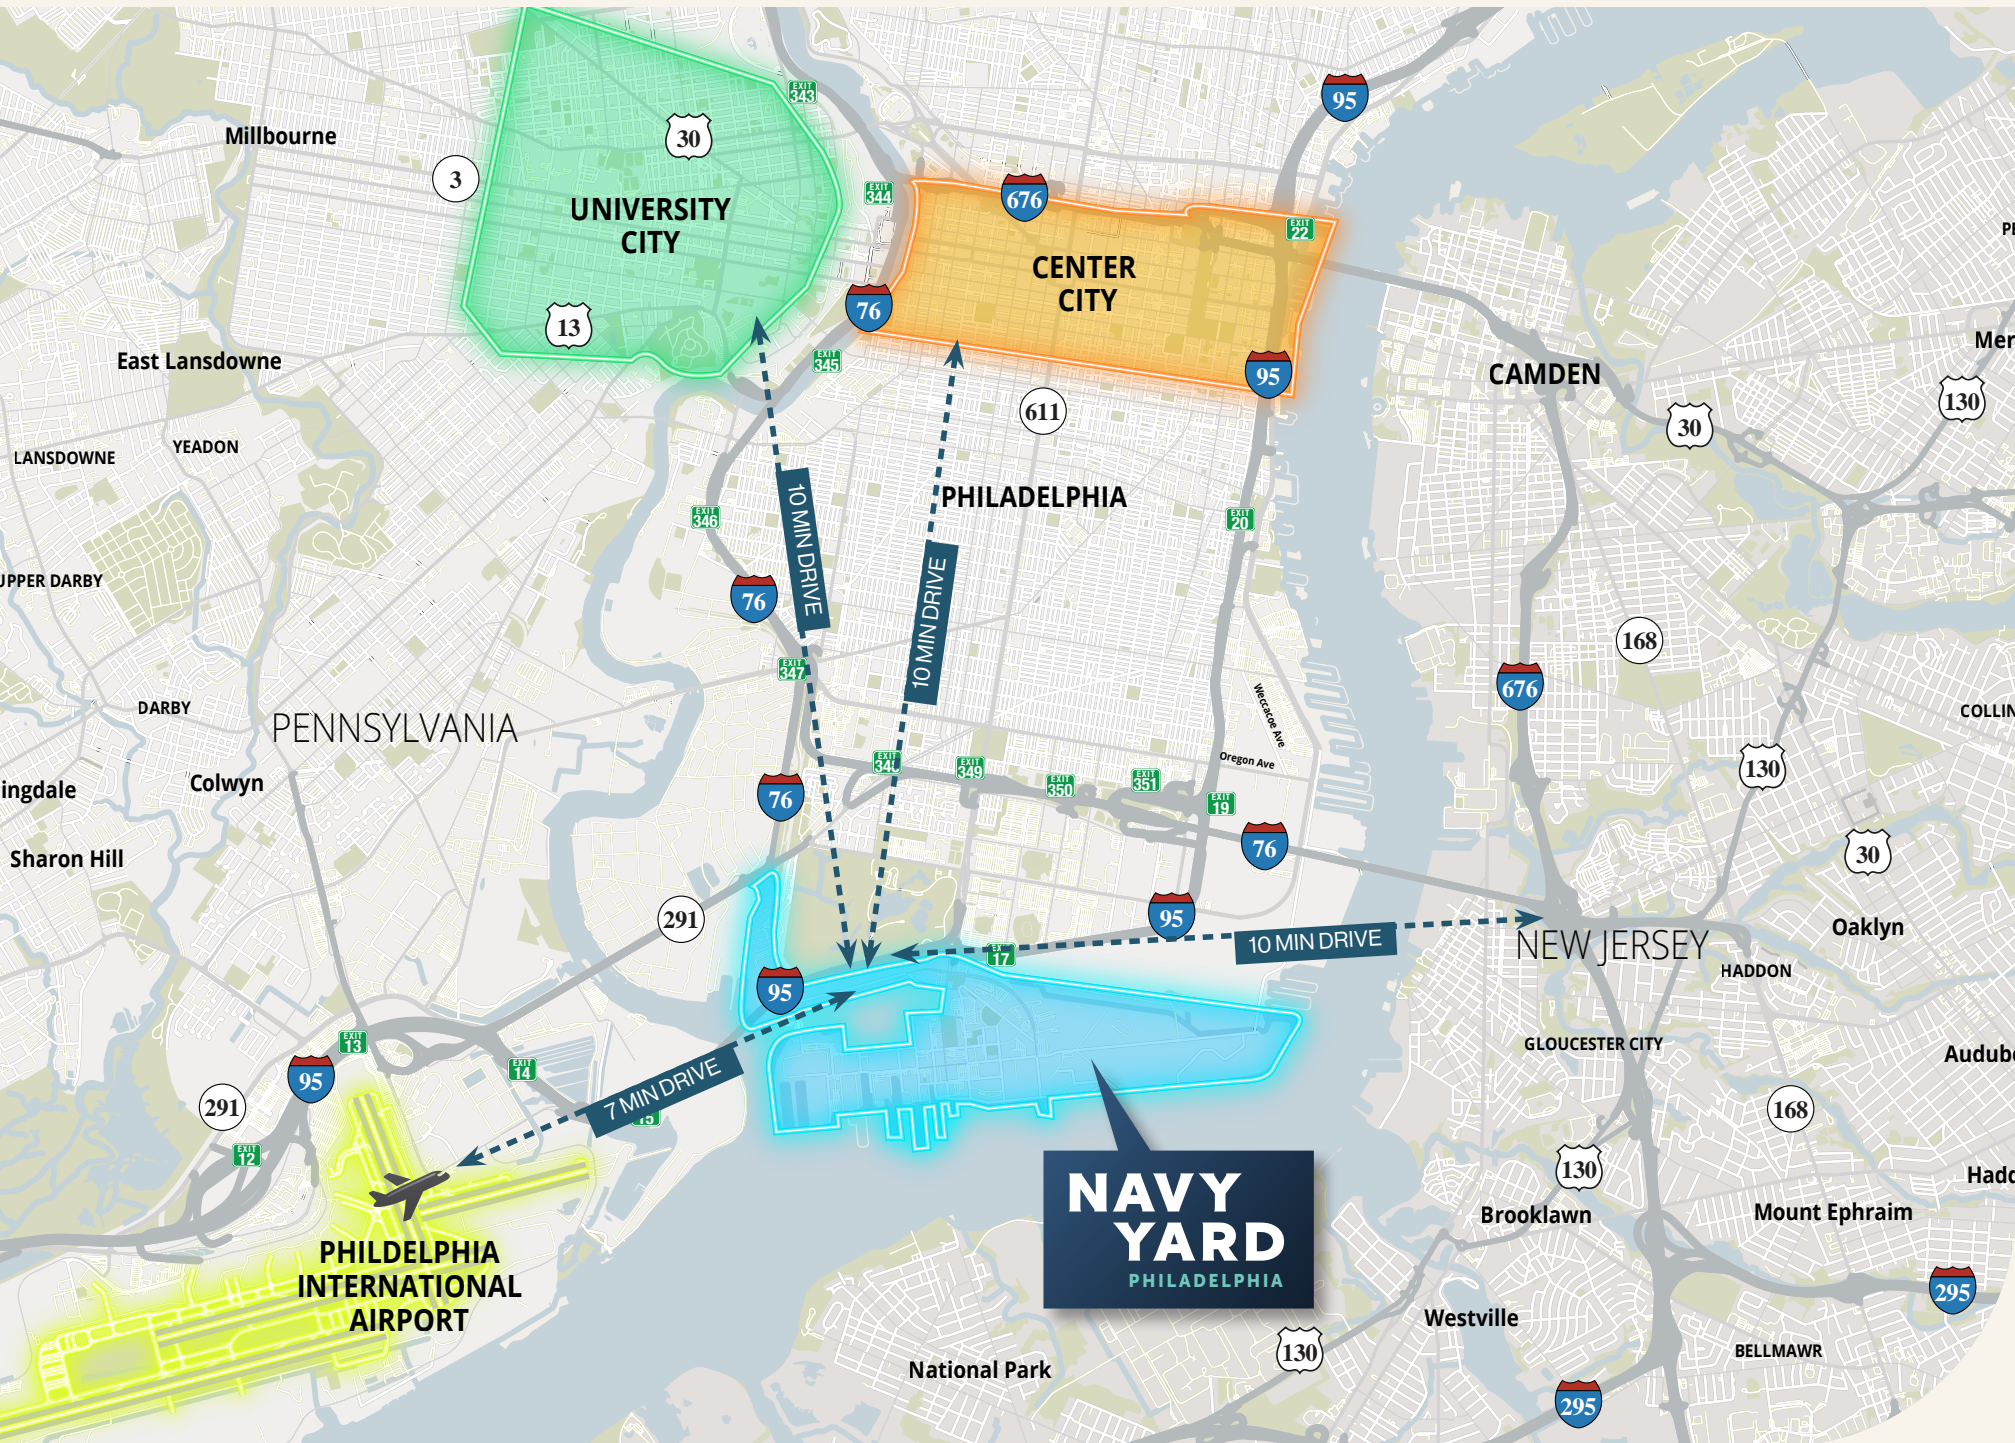 EXIT
343
95
Millbourne
30
3
EXIT
344
676
UNIVERSITY
CITY
EXIT
22
CENTER
CITY
76
13
EXIT
345
East Lansdowne
95
CAMDEN
130
611
30
LANSDOWNE
YEADON
PHILADELPHIA
EXIT
346
EXIT
20
10 MIN DRIVE
10 MIN DRIVE
UPPER DARBY
76
168
EXIT
347
676
DARBY
PENNSYLVANIA
Weccacoe Ave
Oregon Ave
EXIT
EXIT
349
EXIT
350
EXIT
351
EXIT
19
130
Colwyn
76
76
30
Sharon Hill
291
95
10 MIN DRIVE
Oaklyn
NEW JERSEY
17
HADDON
95
EXIT
13
GLOUCESTER CITY
EXIT
14
95
7 MIN DRIVE
291
168
EXIT
12
130
NAVY
YARD
PHILADELPHIA
Brooklawn
Mount Ephraim
PHILDELPHIA
INTERNATIONAL
AIRPORT
295
Westville
130
BELLMAWR
National Park
295